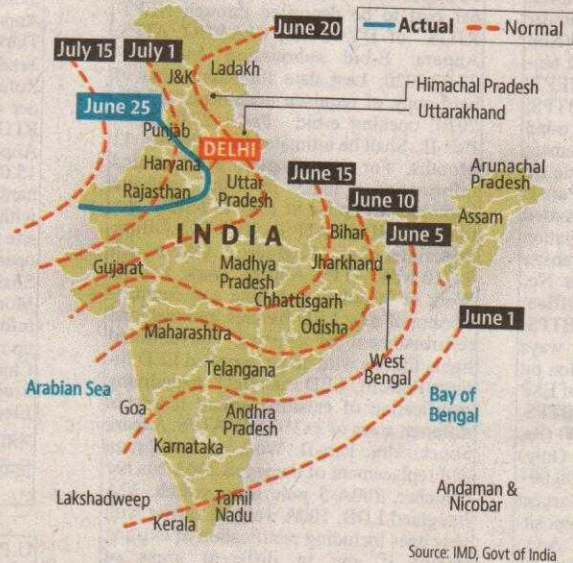 June 20
Actual
Normal
July 15
July 1
J&K
Ladakh
Himachal Pradesh
June 25
Uttarakhand
Punjab
DELHI
Haryana
June 15
Arunachal
Pradesh
Rajasthan
Uttar
Pradesh
June 10
Assam
INDIA
Bihar
June 5
Gujarat
Madhya
Pradesh
Jharkhand
Chhattisgarh
June 1
Maharashtra
Odisha
West
Bengal
Telangana
Arabian Sea
Bay of
Bengal
Goa
Andhra
Pradesh
Karnataka
Lakshadweep
Tamil
Nadu
Andaman &
Nicobar
Kerala
Source: IMD, Govt of India